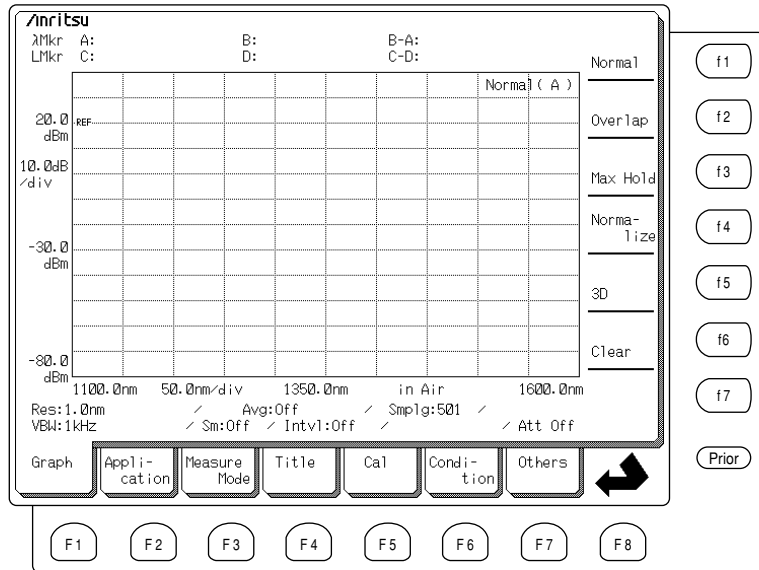 /inritsu
λMkr A: B: B-A:
LMkr C: D: C-D:
Normal ( A )
20.0
dBm
REF
10.0dB
/div
-30.0
dBm
-80.0
dBm
1100.0nm 50.0nm/div 1350.0nm in Air 1600.0nm
Res:1.0nm / Avg:Off / Smplg:501 /
VBW:1kHz / Sm:Off / Intvl:Off / / Att Off
Normal
Overlap
Max Hold
Norma-
lize
3D
Clear
f1
f2
f3
f4
f5
f6
f7
Prior
Graph
Appli-
cation
Measure
Mode
Title
Cal
Condi-
tion
Others
F1 F2 F3 F4 F5 F6 F7 F8